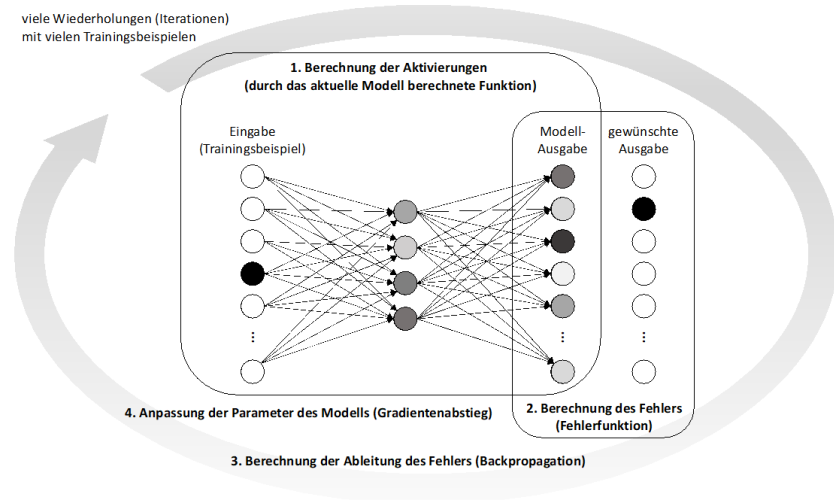 viele Wiederholungen (Iterationen)
mit vielen Trainingsbeispielen
1. Berechnung der Aktivierungen
(durch das aktuelle Modell berechnete Funktion)
Eingabe
(Trainingsbeispiel)
Modell-
Ausgabe
gewünschte
Ausgabe
4. Anpassung der Parameter des Modells (Gradientenabstieg)
2. Berechnung des Fehlers
(Fehlerfunktion)
3. Berechnung der Ableitung des Fehlers (Backpropagation)